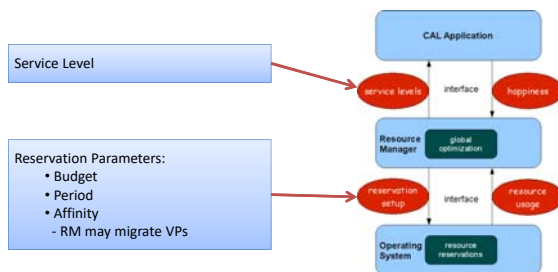 CAL Application
Service Level
service levels
interface
happiness
Resource
Manager
global
optimization
Reservation Parameters:
• Budget
• Period
• Affinity
- RM may migrate VPs
reservation
setup
interface
resource
usage
Operating
System
resource
reservations